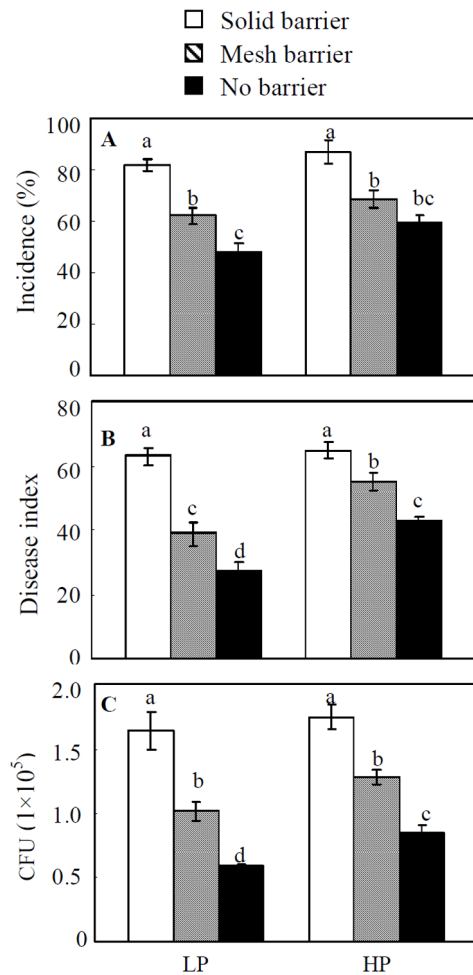 Solid barrier
Mesh barrier
No barrier
A
Incidence (%)
100
80
60
40
20
0
a
b
c
a
b
bc
B
Disease index
80
60
40
20
0
a
c
d
a
b
c
C
CFU (1×10⁵)
2.0
1.5
1.0
0.5
0
a
b
d
a
b
c
LP
HP